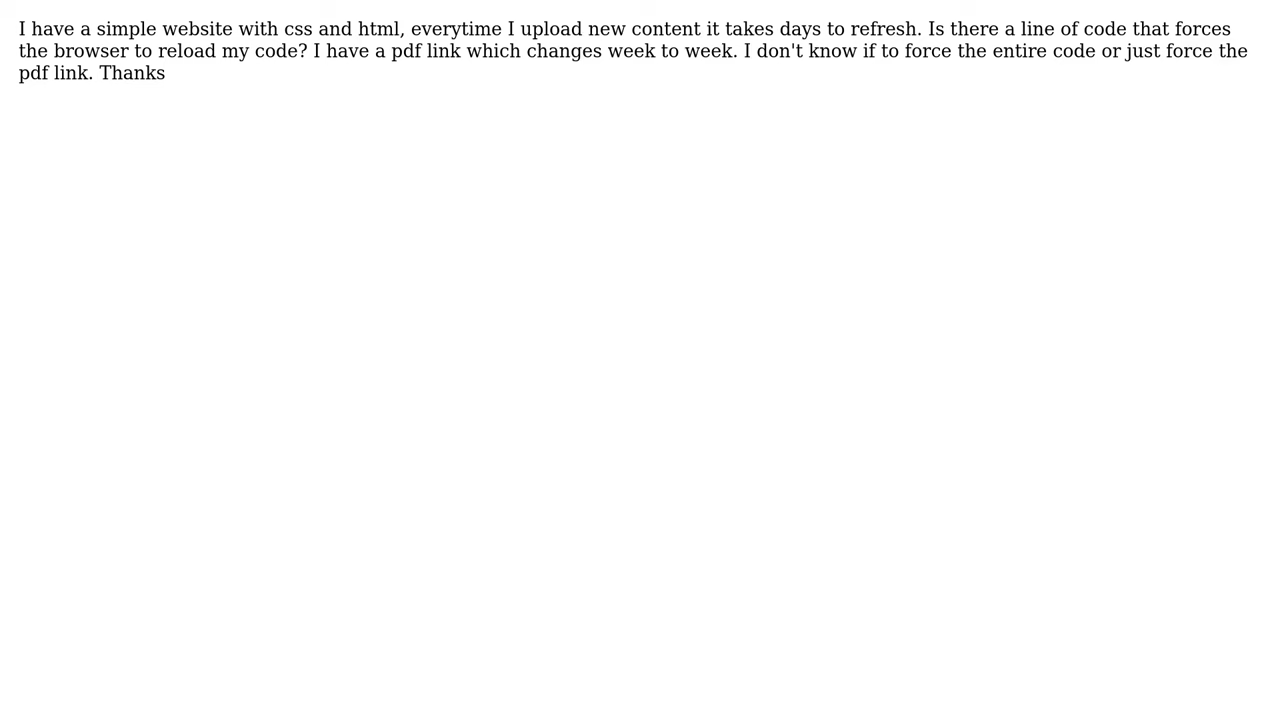 I have a simple website with css and html, everytime I upload new content it takes days to refresh. Is there a line of code that forces
the browser to reload my code? I have a pdf link which changes week to week. I don't know if to force the entire code or just force the
pdf link. Thanks